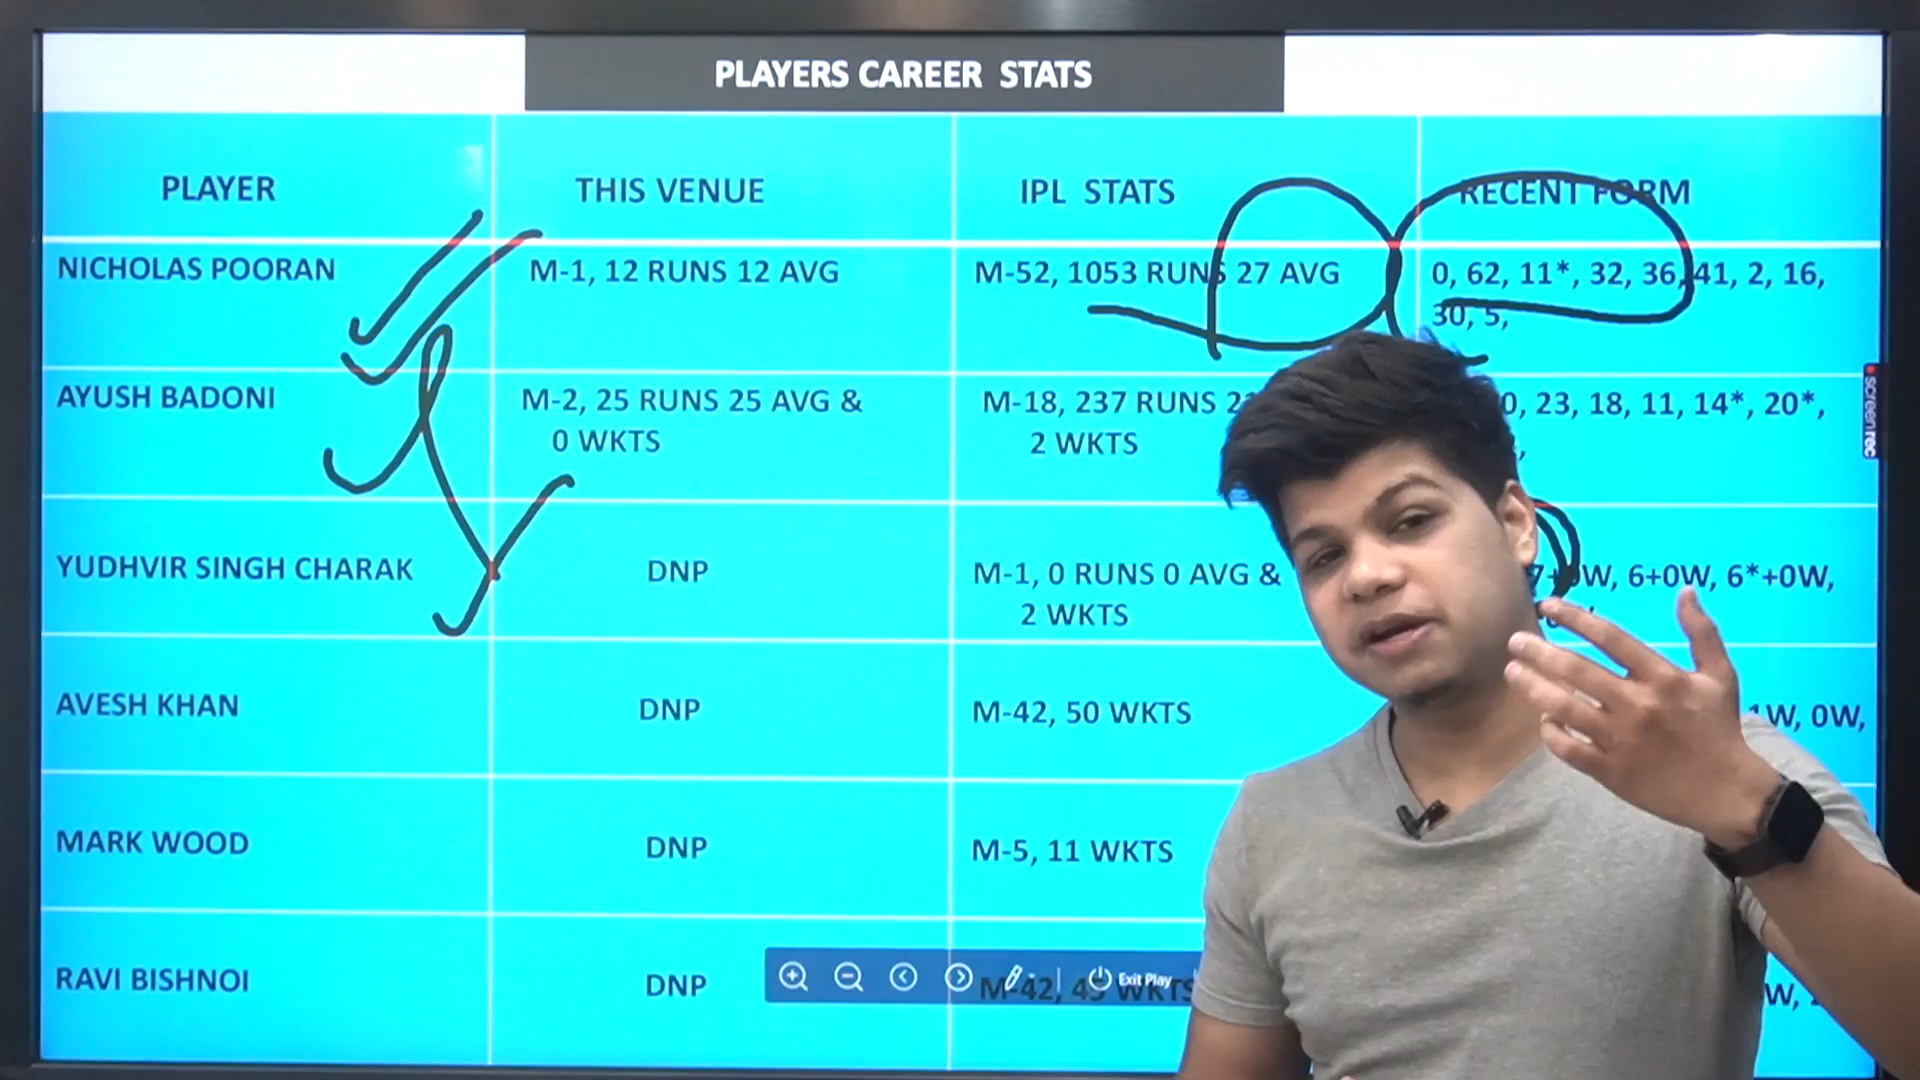 PLAYERS CAREER STATS
PLAYER THIS VENUE IPL STATS RECENT FORM
NICHOLAS POORAN M-1, 12 RUNS 12 AVG M-52, 1053 RUNS 27 AVG 0, 62, 11*, 32, 36, 41, 2, 16,
30, 5,
AYUSH BADONI M-2, 25 RUNS 25 AVG & M-18, 237 RUNS 23, 18, 11, 14*, 20*,
0 WKTS 2 WKTS
YUDHVIR SINGH CHARAK DNP M-1, 0 RUNS 0 AVG & 6+0W, 6*+0W,
2 WKTS
AVESH KHAN DNP M-42, 50 WKTS 1W, 0W,
MARK WOOD DNP M-5, 11 WKTS
RAVI BISHNOI DNP M-42, WKTS
Exit Play
screenrec